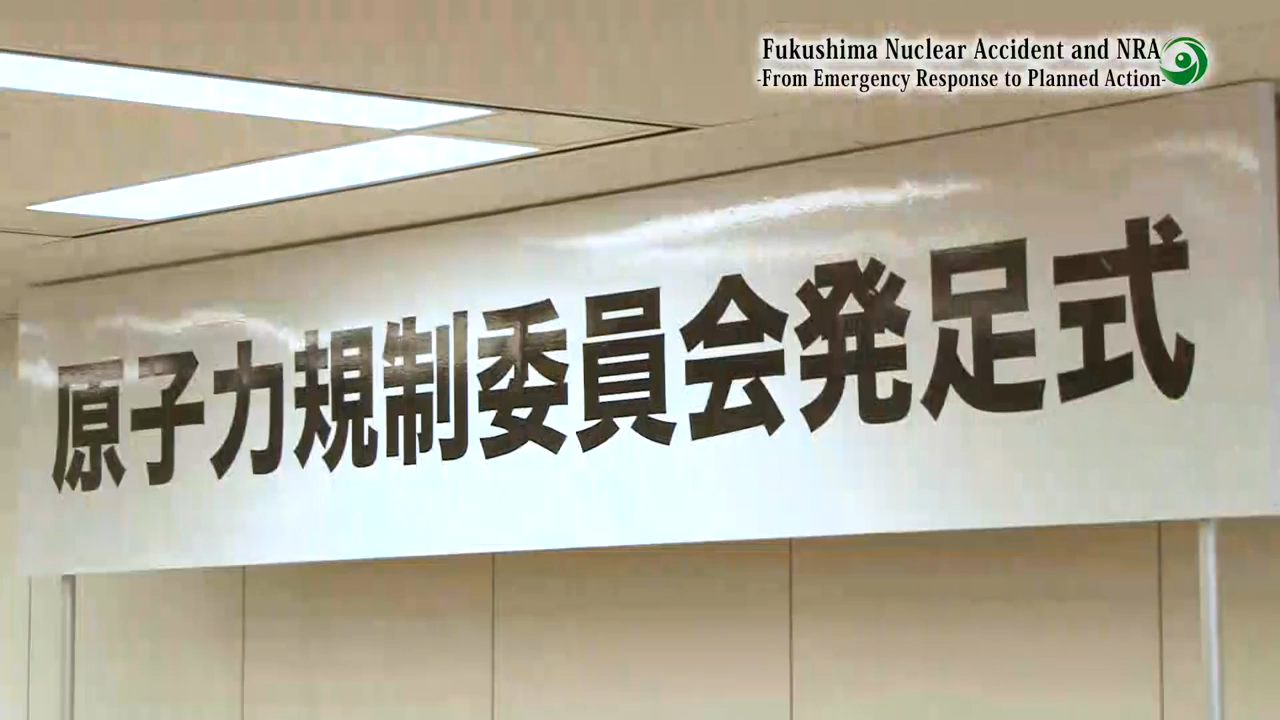 Fukushima Nuclear Accident and NRA
-From Emergency Response to Planned Action-
原子力規制委員会発足式